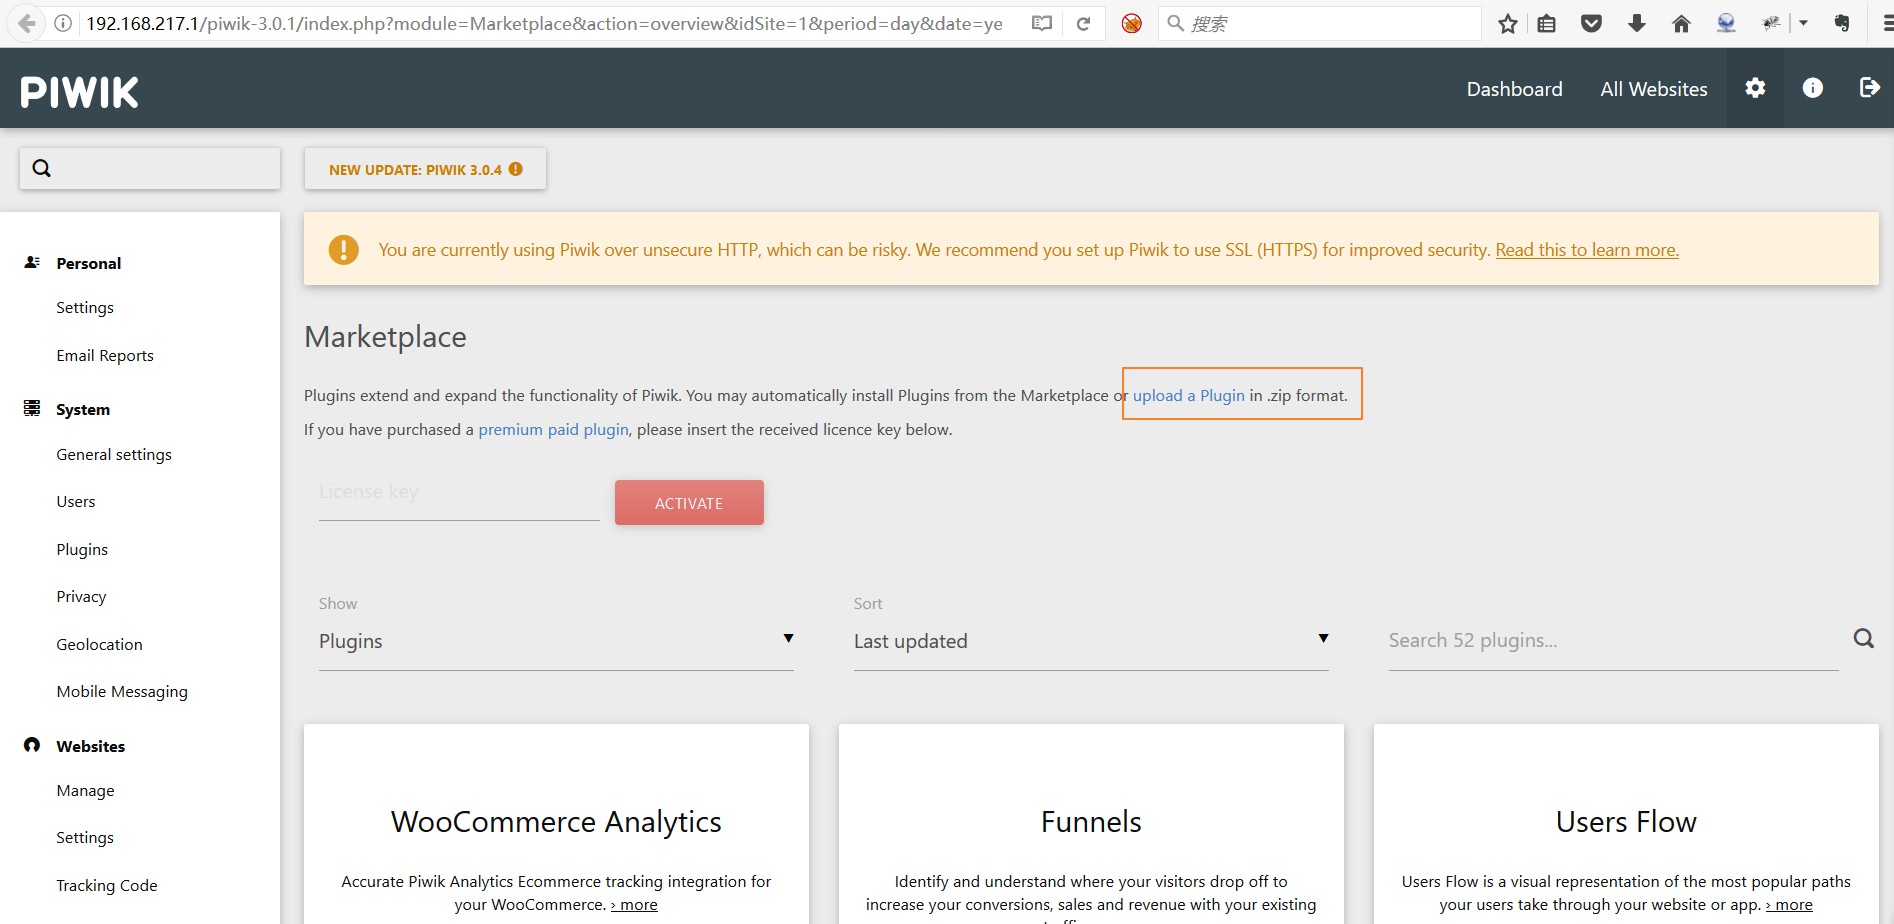 192.168.217.1/piwik-3.0.1/index.php?module=Marketplace&action=overview&idSite=1&period=day&date=ye
搜索
PIWIK
Dashboard
All Websites
NEW UPDATE: PIWIK 3.0.4
You are currently using Piwik over unsecure HTTP, which can be risky. We recommend you set up Piwik to use SSL (HTTPS) for improved security. Read this to learn more.
Personal
Settings
Email Reports
System
General settings
Users
Plugins
Privacy
Geolocation
Mobile Messaging
Websites
Manage
Settings
Tracking Code
Marketplace
Plugins extend and expand the functionality of Piwik. You may automatically install Plugins from the Marketplace or upload a Plugin in .zip format.
If you have purchased a premium paid plugin, please insert the received licence key below.
License key
ACTIVATE
Show
Plugins
Sort
Last updated
Search 52 plugins...
WooCommerce Analytics
Accurate Piwik Analytics Ecommerce tracking integration for
your WooCommerce. › more
Funnels
Identify and understand where your visitors drop off to
increase your conversions, sales and revenue with your existing
Users Flow
Users Flow is a visual representation of the most popular paths
your users take through your website or app. › more